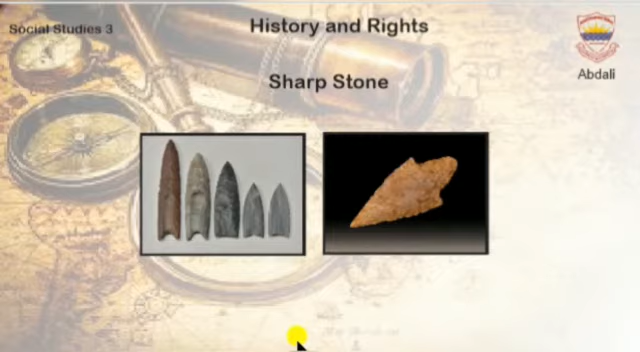 Social Studies 3
History and Rights
Abdali
Sharp Stone